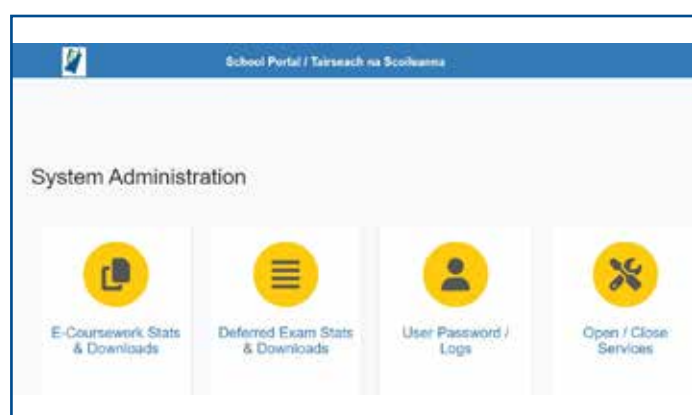 School Portal / Tairseach na Scoileanna
System Administration
E-Coursework Stats
& Downloads
Deferred Exam Stats
& Downloads
User Password /
Logs
Open / Close
Services